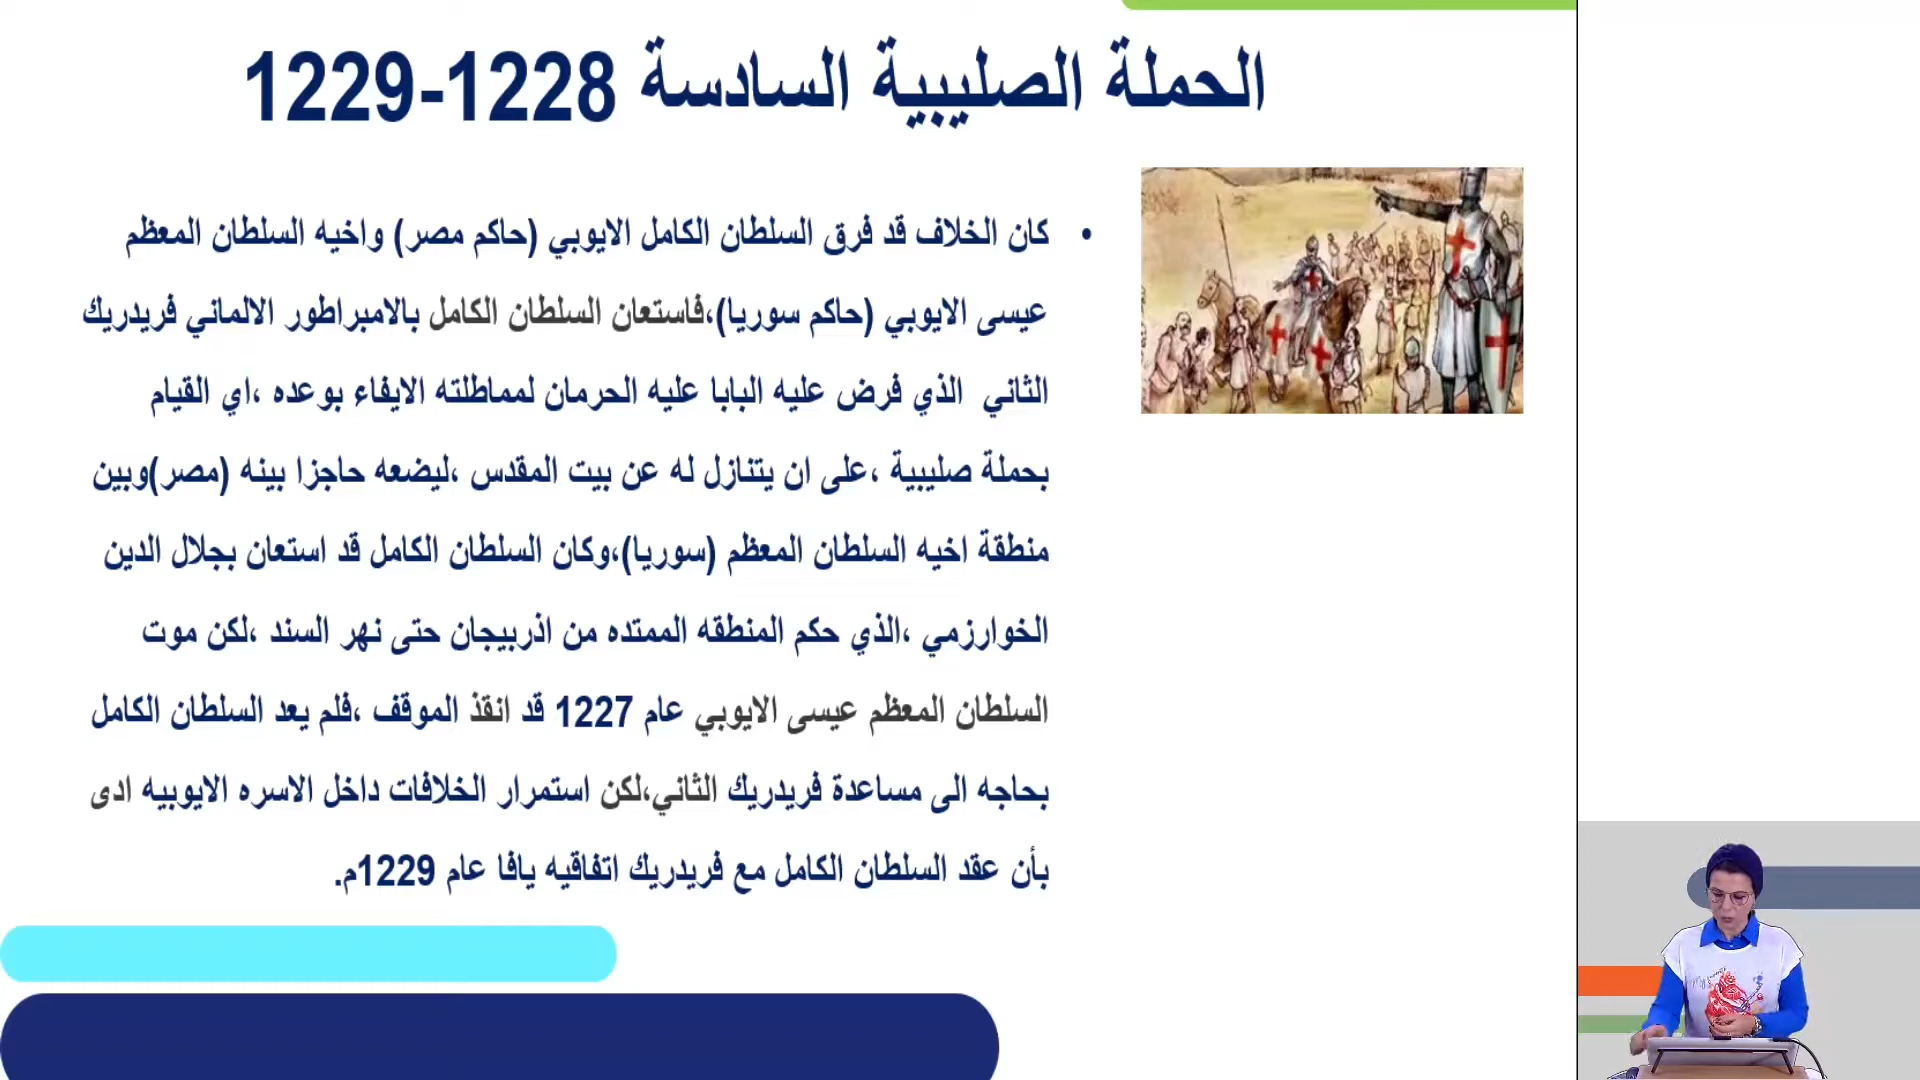 الحملة الصليبية السادسة 1228-1229
• كان الخلاف قد فرق السلطان الكامل الايوبي (حاكم مصر) واخيه السلطان المعظم
عيسى الايوبي (حاكم سوريا)،فاستعان السلطان الكامل بالامبراطور الالماني فريدريك
الثاني الذي فرض عليه البابا عليه الحرمان لمماطلته الايفاء بوعده ،اي القيام
بحملة صليبية ،على ان يتنازل له عن بيت المقدس ،ليضعه حاجزا بينه (مصر)وبين
منطقة اخيه السلطان المعظم (سوريا)،وكان السلطان الكامل قد استعان بجلال الدين
الخوارزمي ،الذي حكم المنطقه الممتده من اذربيجان حتى نهر السند ،لكن موت
السلطان المعظم عيسى الايوبي عام 1227 قد انقذ الموقف ،فلم يعد السلطان الكامل
بحاجه الى مساعدة فريدريك الثاني،لكن استمرار الخلافات داخل الاسره الايوبيه ادى
بأن عقد السلطان الكامل مع فريدريك اتفاقيه يافا عام 1229م.